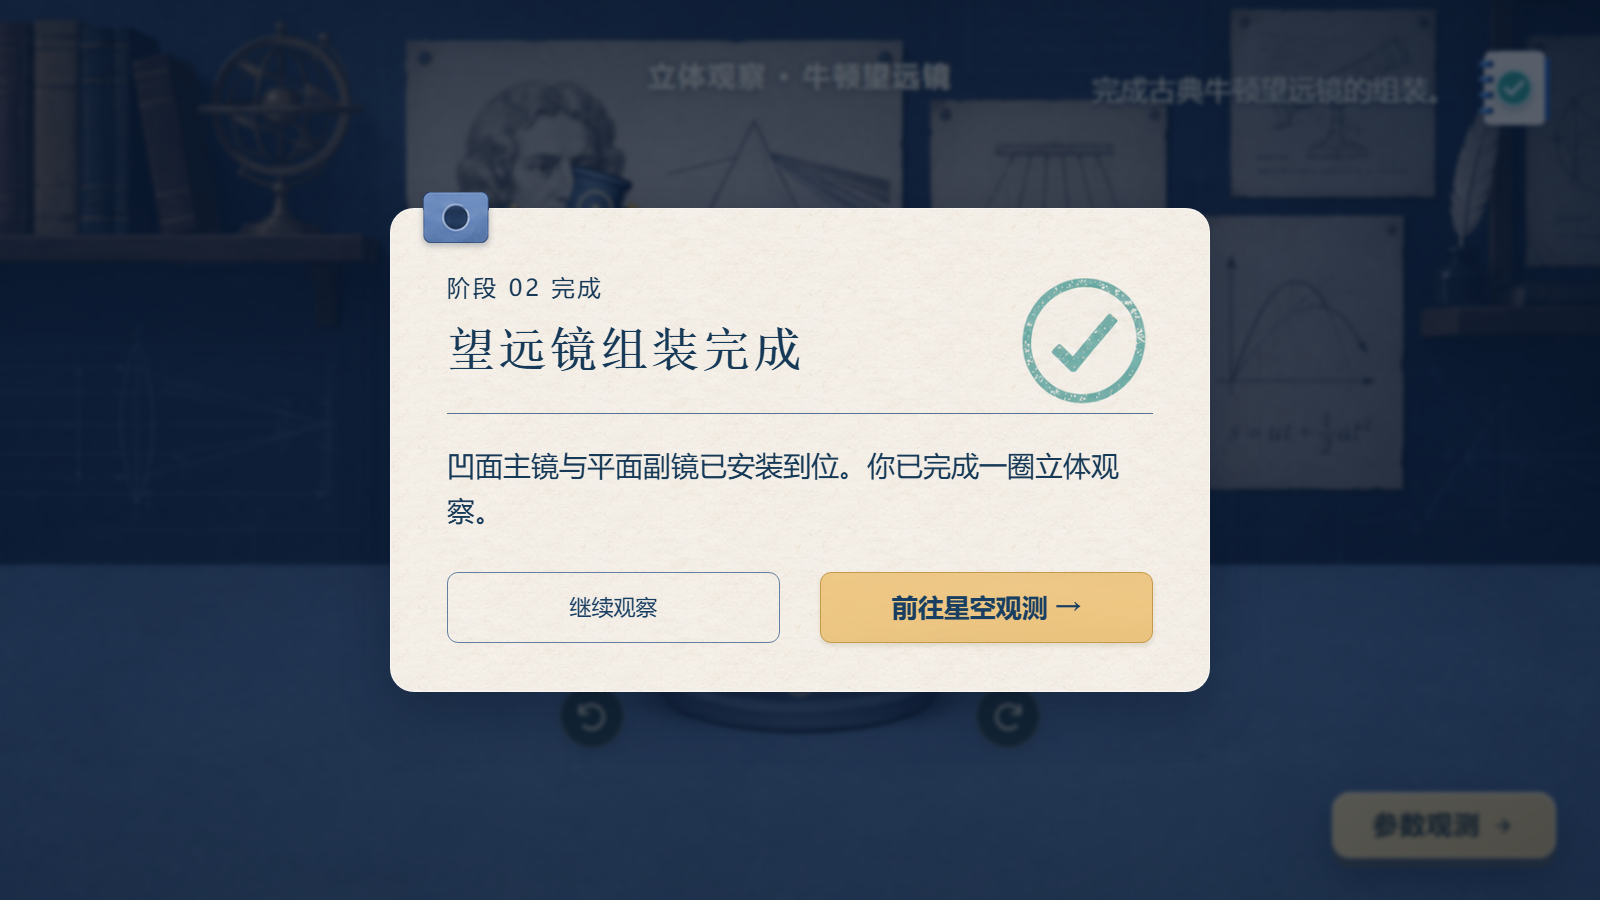 立体观察·牛顿望远镜
完成古典牛顿望远镜的组装。
阶段 02 完成
望远镜组装完成
凹面主镜与平面副镜已安装到位。你已完成一圈立体观
察。
继续观察
前往星空观测 →
参数观测 →